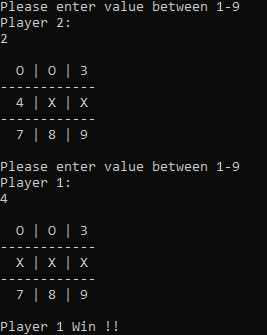 Please enter value between 1-9
Player 2:
2
O | O | 3
-----------
4 | X | X
-----------
7 | 8 | 9
Please enter value between 1-9
Player 1:
4
O | O | 3
-----------
X | X | X
-----------
7 | 8 | 9
Player 1 Win !!